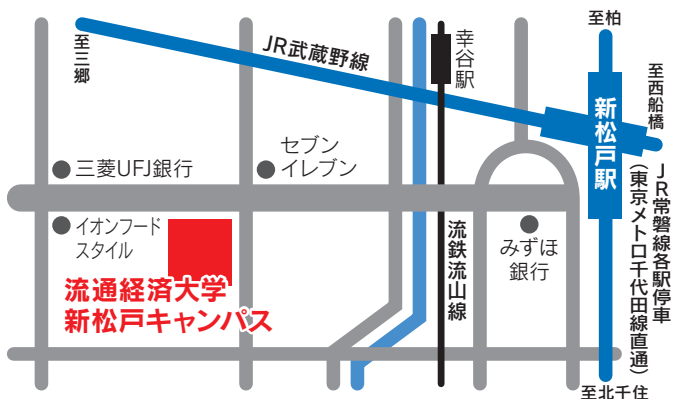 至柏
至三郷
JR武蔵野線
幸谷駅
至西船橋
新松戸駅
セブン
イレブン
三菱UFJ銀行
JR常磐線各駅停車
(東京メトロ千代田線直通)
イオンフード
スタイル
流鉄流山線
みずほ
銀行
流通経済大学
新松戸キャンパス
至北千住